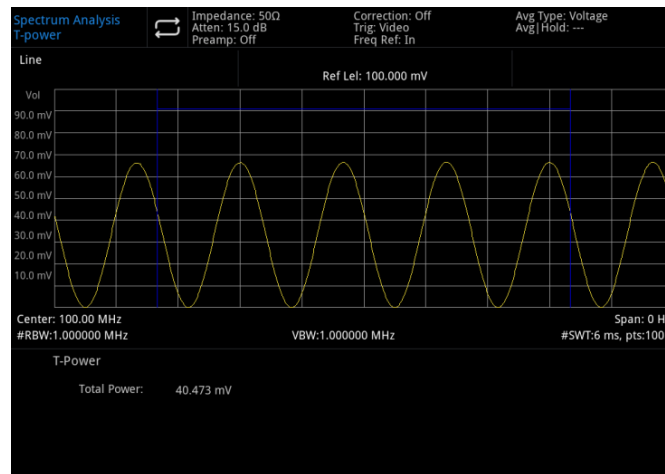 Spectrum Analysis
T-power
Impedance: 50Ω
Atten: 15.0 dB
Preamp: Off
Correction: Off
Trig: Video
Freq Ref: In
Avg Type: Voltage
Avg|Hold: ---
Line
Ref Lel: 100.000 mV
Vol
90.0 mV
80.0 mV
70.0 mV
60.0 mV
50.0 mV
40.0 mV
30.0 mV
20.0 mV
10.0 mV
Center: 100.00 MHz
Span: 0 H
#RBW:1.000000 MHz
VBW:1.000000 MHz
#SWT:6 ms, pts:100
T-Power
Total Power: 40.473 mV